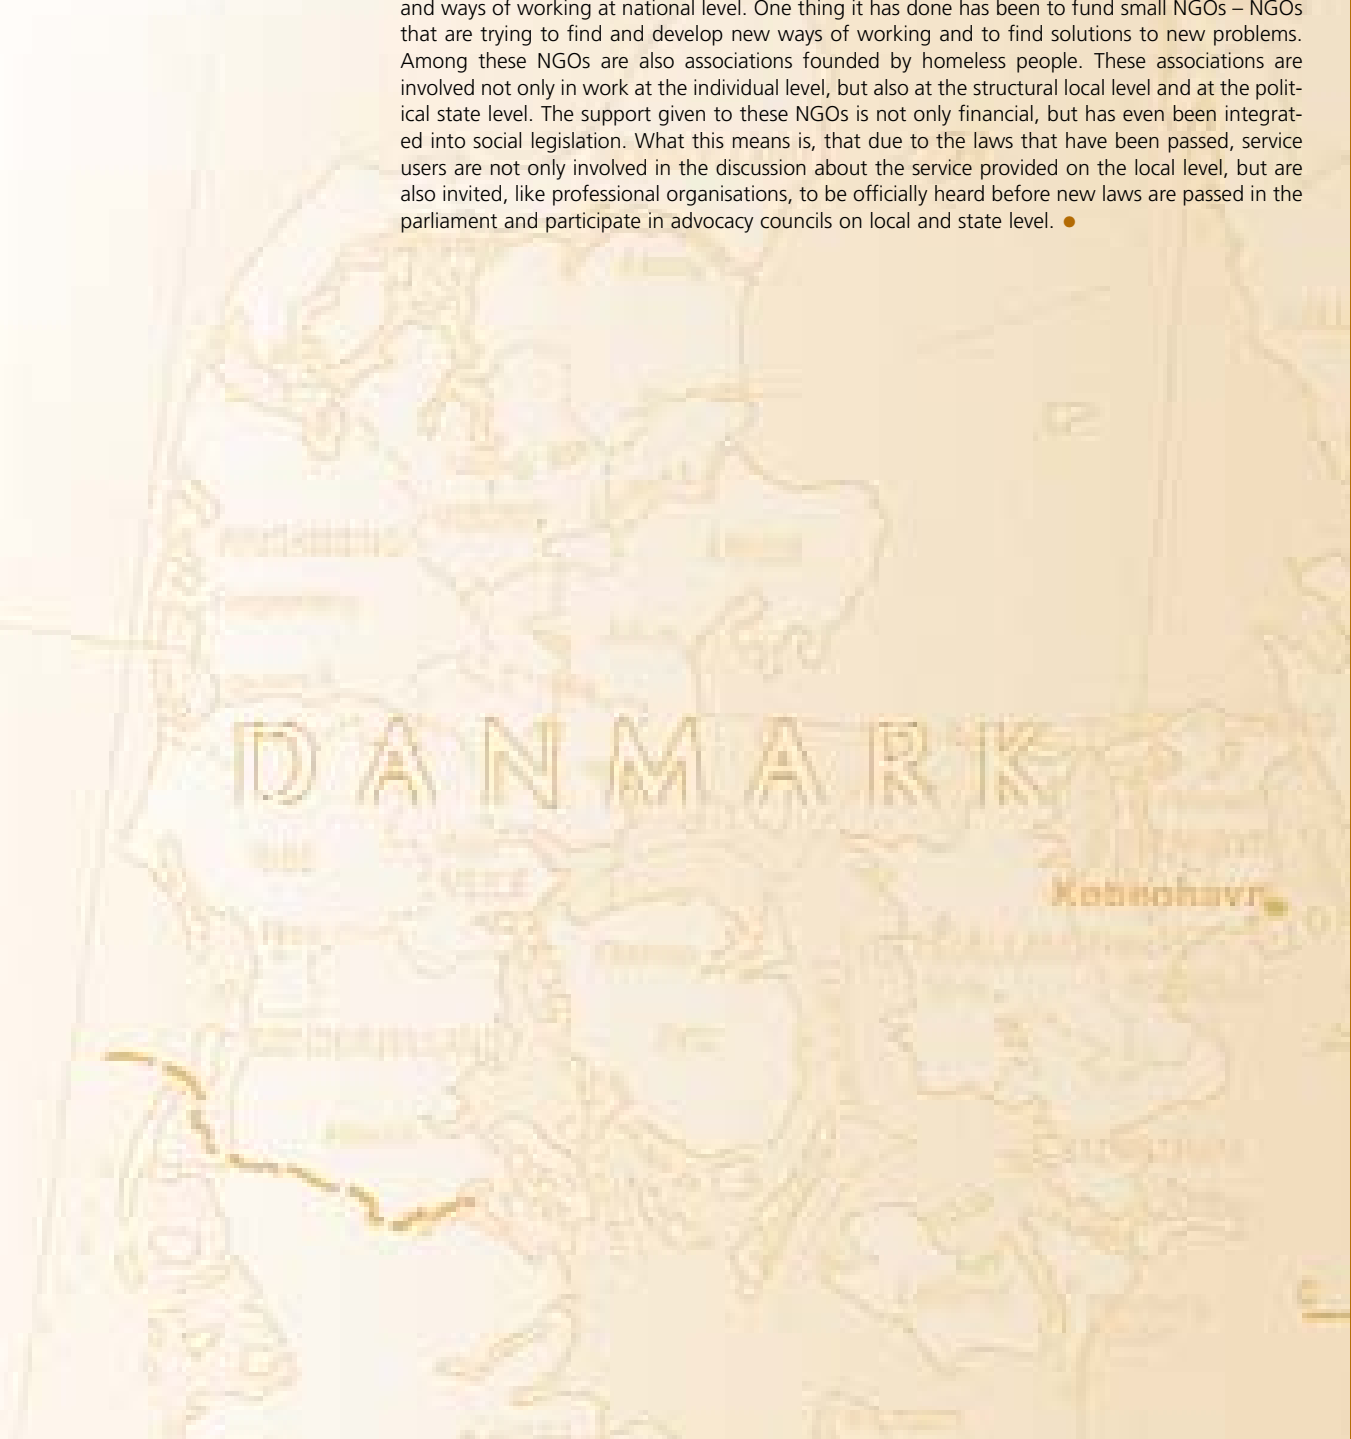 and ways of working at national level. One thing it has done has been to fund small NGOs – NGOs
that are trying to find and develop new ways of working and to find solutions to new problems.
Among these NGOs are also associations founded by homeless people. These associations are
involved not only in work at the individual level, but also at the structural local level and at the polit-
ical state level. The support given to these NGOs is not only financial, but has even been integrat-
ed into social legislation. What this means is, that due to the laws that have been passed, service
users are not only involved in the discussion about the service provided on the local level, but are
also invited, like professional organisations, to be officially heard before new laws are passed in the
parliament and participate in advocacy councils on local and state level. ●
DANMARK
København